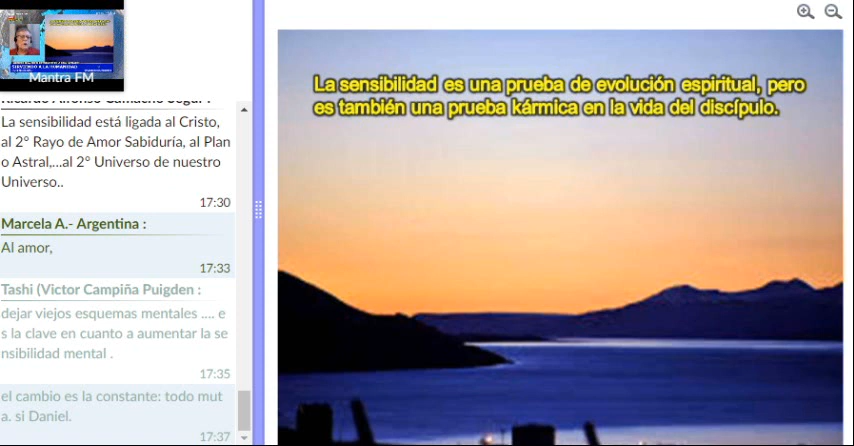 Mantra FM
La sensibilidad está ligada al Cristo,
al 2° Rayo de Amor Sabiduría, al Plan
o Astral,...al 2° Universo de nuestro
Universo..
17:30
Marcela A.- Argentina :
Al amor,
17:33
Tashi (Victor Campiña Puigden :
dejar viejos esquemas mentales .... e
s la clave en cuanto a aumentar la se
nsibilidad mental .
17:35
el cambio es la constante: todo mut
a. si Daniel.
17:37
La sensibilidad es una prueba de evolución espiritual, pero
es también una prueba kármica en la vida del discípulo.